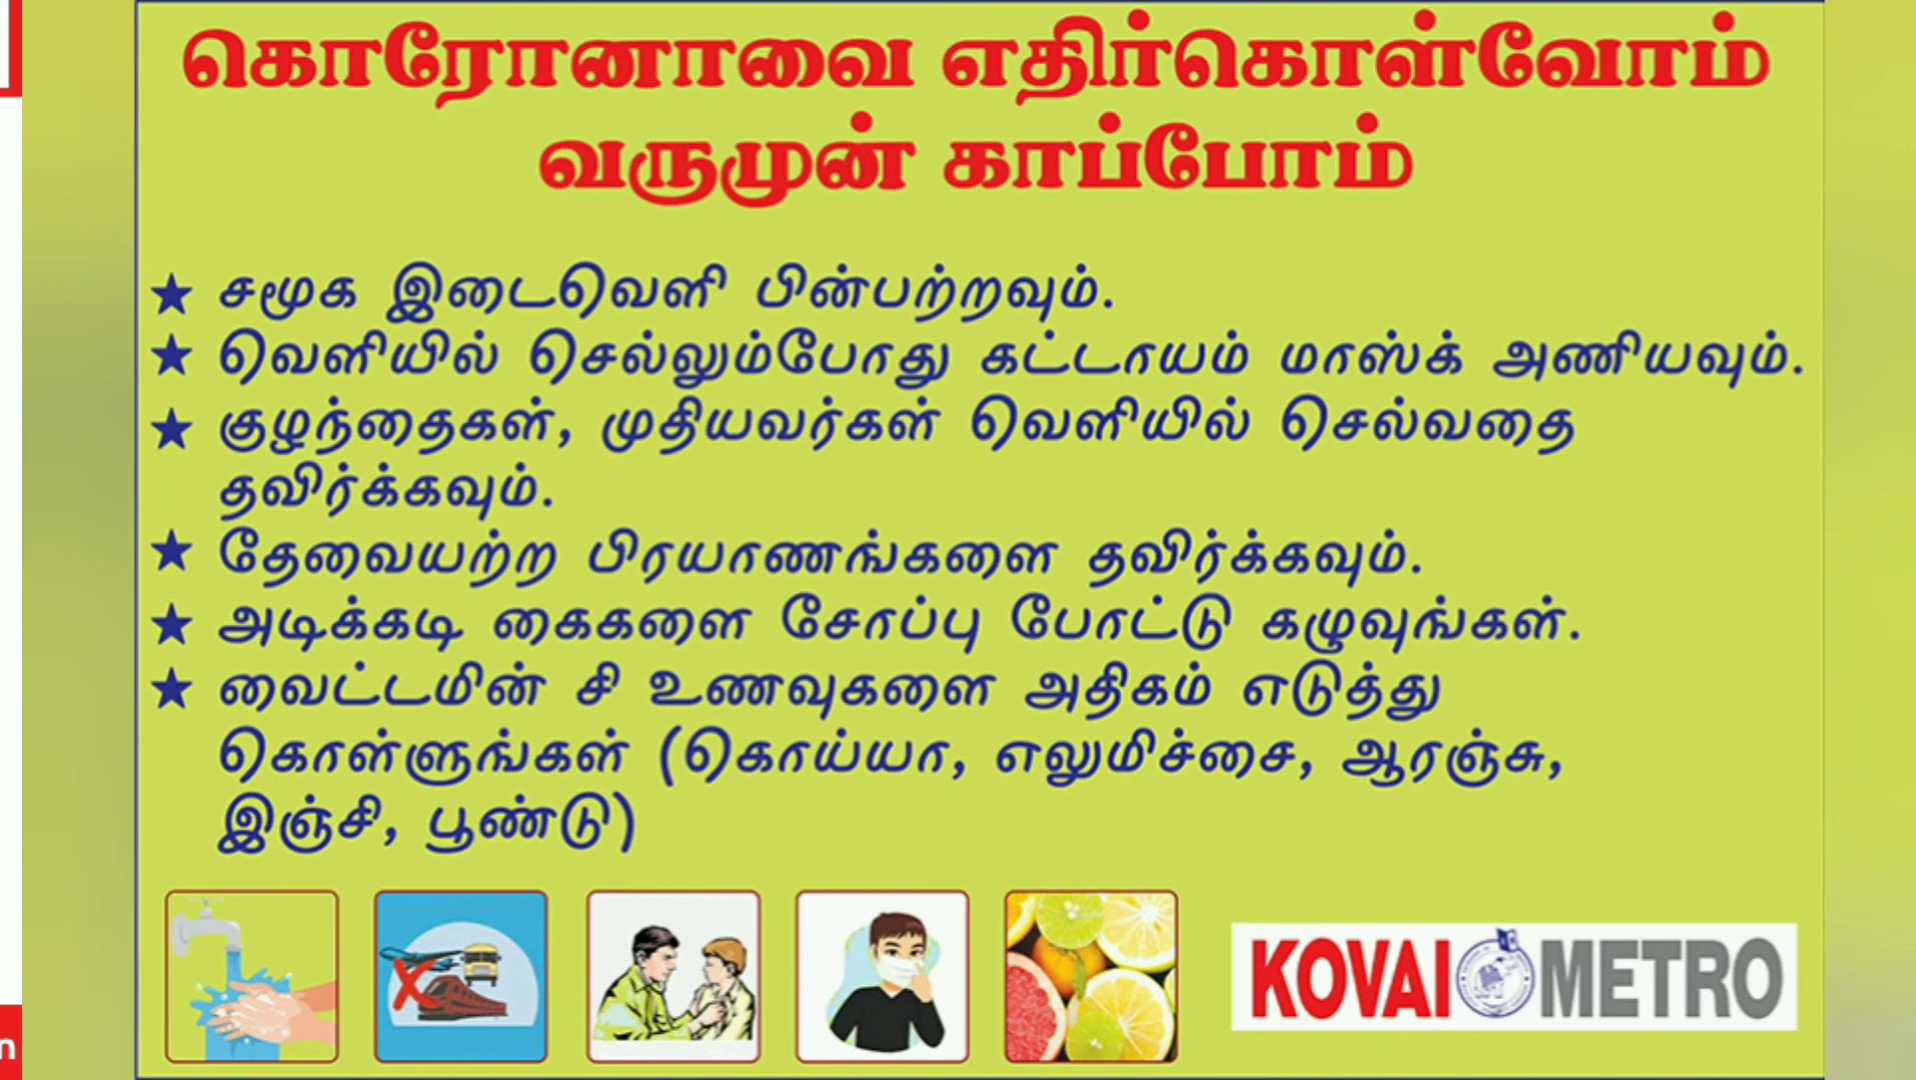 கொரோனாவை எதிர்கொள்வோம்
வருமுன் காப்போம்
★ சமூக இடைவெளி பின்பற்றவும்.
★ வெளியில் செல்லும்போது கட்டாயம் மாஸ்க் அணியவும்.
★ குழந்தைகள், முதியவர்கள் வெளியில் செல்வதை
தவிர்க்கவும்.
★ தேவையற்ற பிரயாணங்களை தவிர்க்கவும்.
★ அடிக்கடி கைகளை சோப்பு போட்டு கழுவுங்கள்.
★ வைட்டமின் சி உணவுகளை அதிகம் எடுத்து
கொள்ளுங்கள் (கொய்யா, எலுமிச்சை, ஆரஞ்சு,
இஞ்சி, பூண்டு)
KOVAI METRO